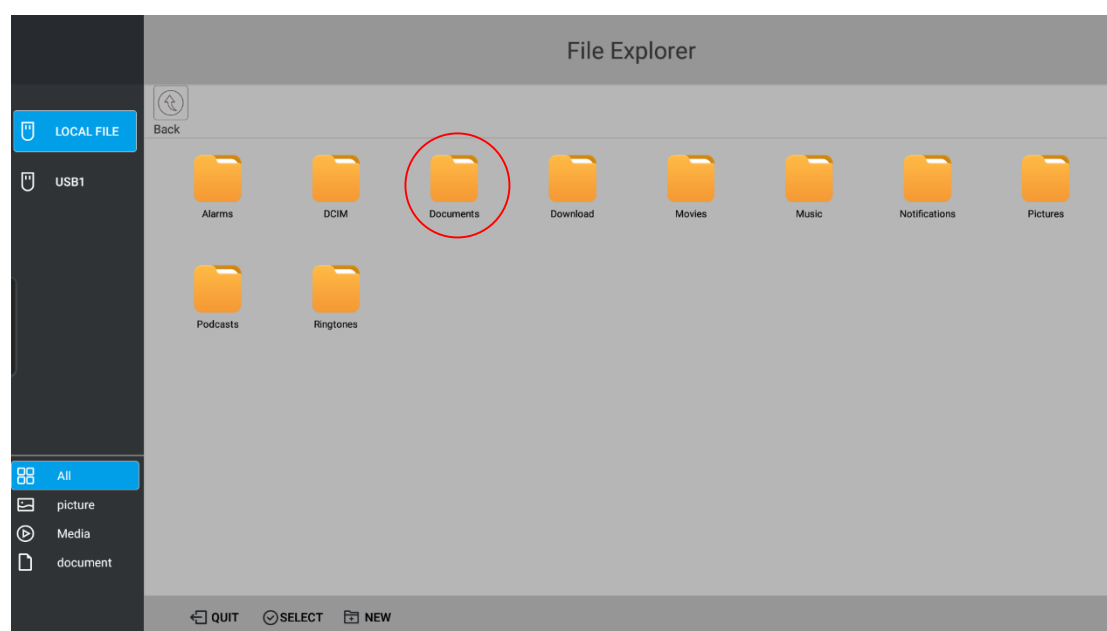 File Explorer
LOCAL FILE
USB1
Back
Alarms
DCIM
Documents
Download
Movies
Music
Notifications
Pictures
Podcasts
Ringtones
All
picture
Media
document
QUIT
SELECT
NEW